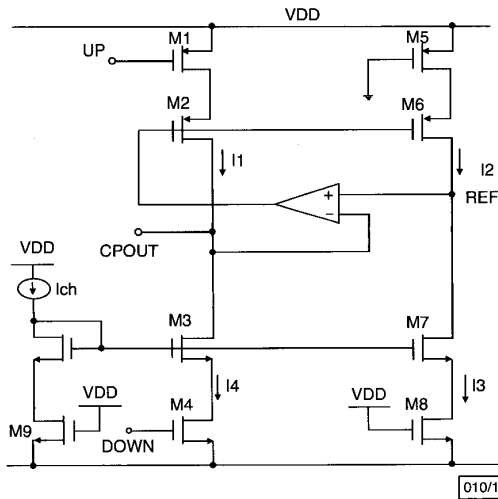 VDD
M1
M5
UP
M2
M6
I1
I2
+
−
REF
CPOUT
VDD
Ich
M3
M7
I4
I3
VDD
M4
VDD
M8
M9
DOWN
010/1